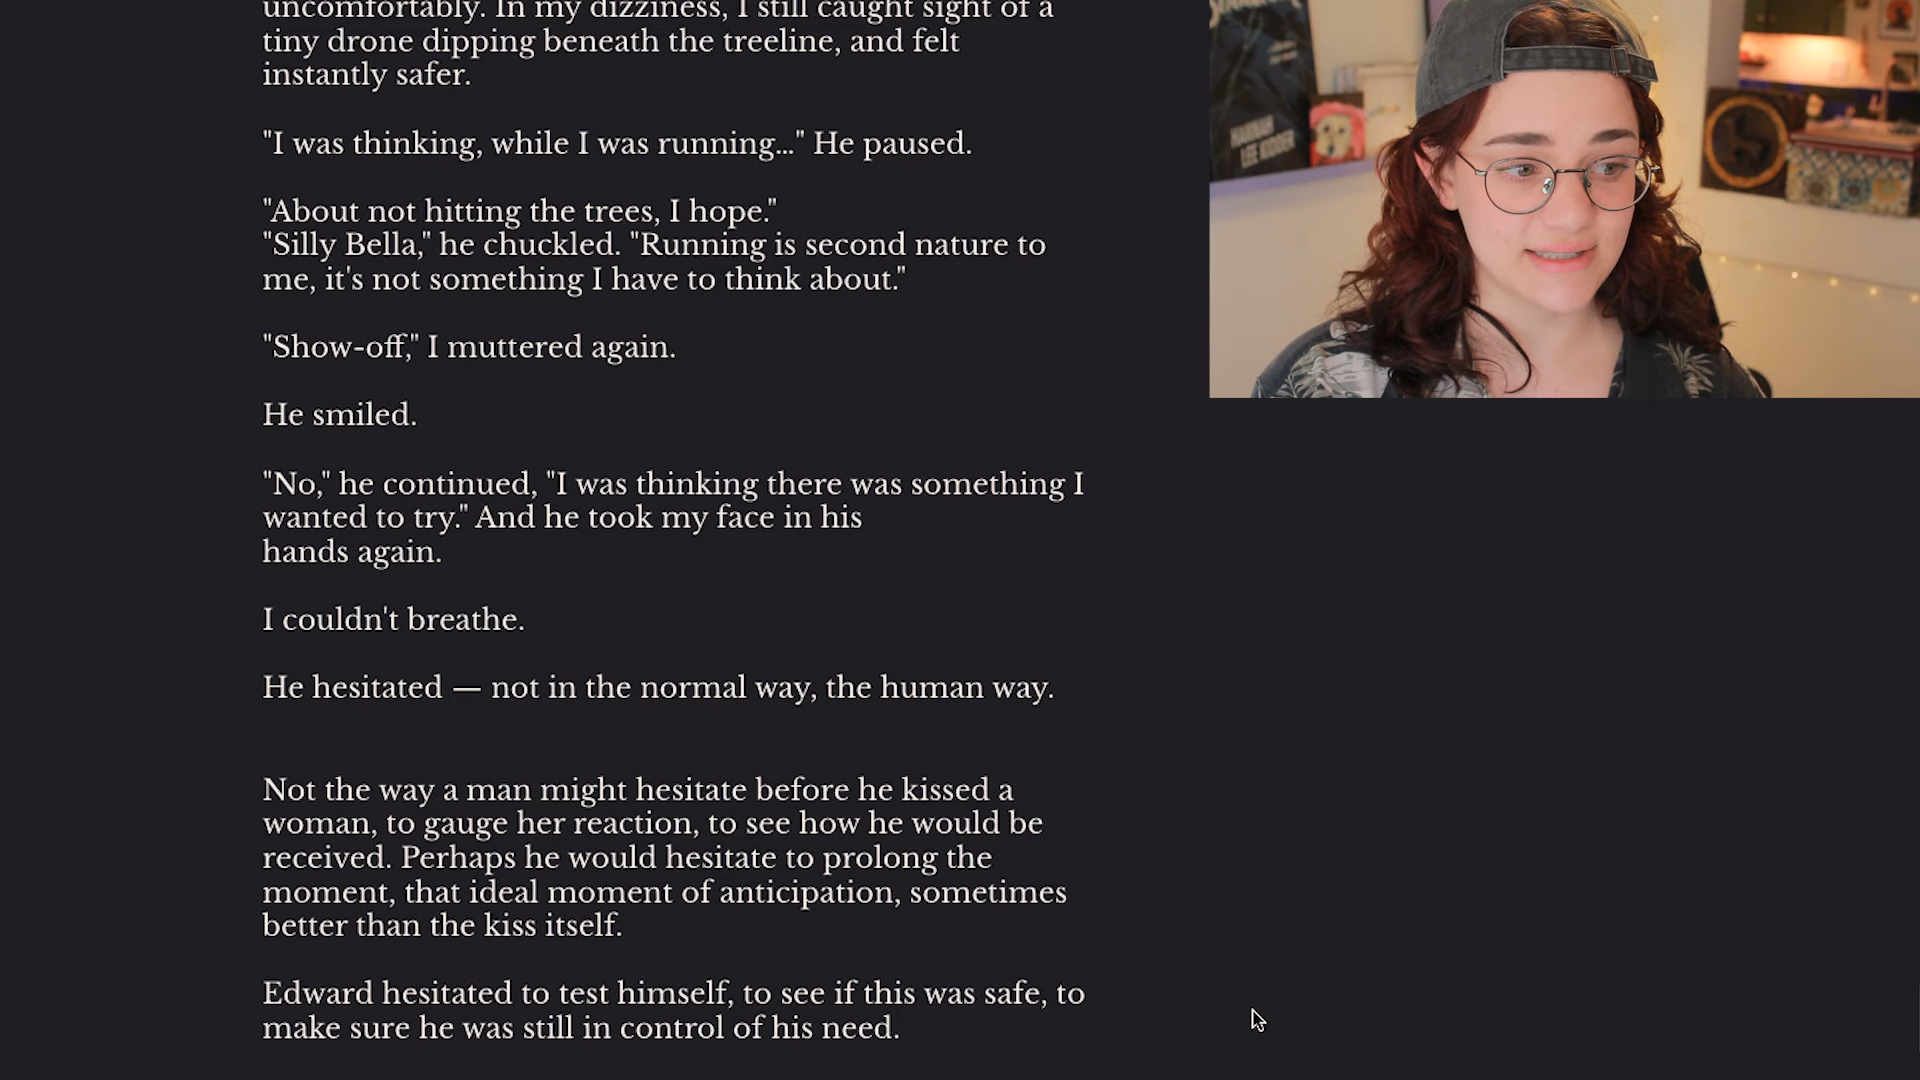 uncomfortably. In my dizziness, I still caught sight of a
tiny drone dipping beneath the treeline, and felt
instantly safer.
"I was thinking, while I was running…" He paused.
"About not hitting the trees, I hope."
"Silly Bella," he chuckled. "Running is second nature to
me, it's not something I have to think about."
"Show-off," I muttered again.
He smiled.
"No," he continued, "I was thinking there was something I
wanted to try." And he took my face in his
hands again.
I couldn't breathe.
He hesitated — not in the normal way, the human way.
Not the way a man might hesitate before he kissed a
woman, to gauge her reaction, to see how he would be
received. Perhaps he would hesitate to prolong the
moment, that ideal moment of anticipation, sometimes
better than the kiss itself.
Edward hesitated to test himself, to see if this was safe, to
make sure he was still in control of his need.
HANNAH
LEE KIDDER